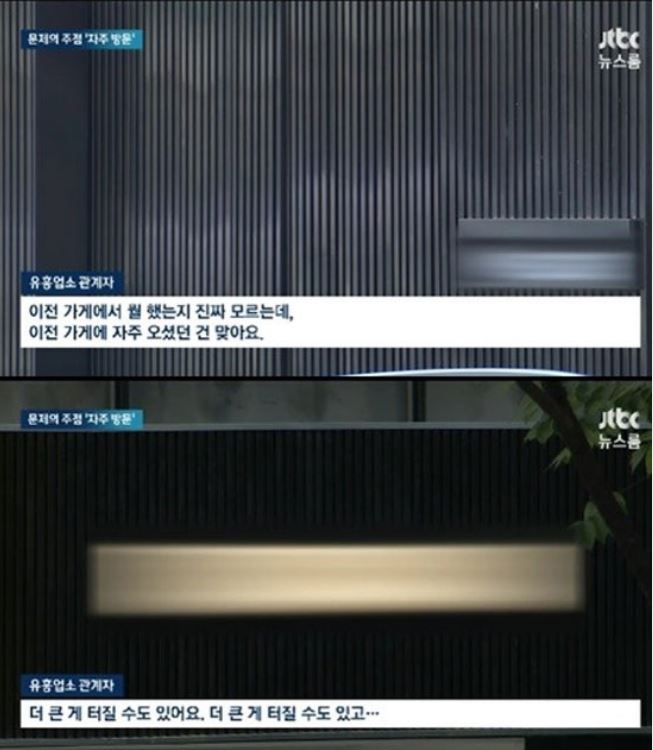 문제의 주점 '자주 방문'
jtbc
뉴스룸
유흥업소 관계자
이전 가게에서 뭘 했는지 진짜 모르는데,
이전 가게에 자주 오셨던 건 맞아요.
문제의 주점 '자주 방문'
jtbc
뉴스룸
유흥업소 관계자
더 큰 게 터질 수도 있어요. 더 큰 게 터질 수도 있고…